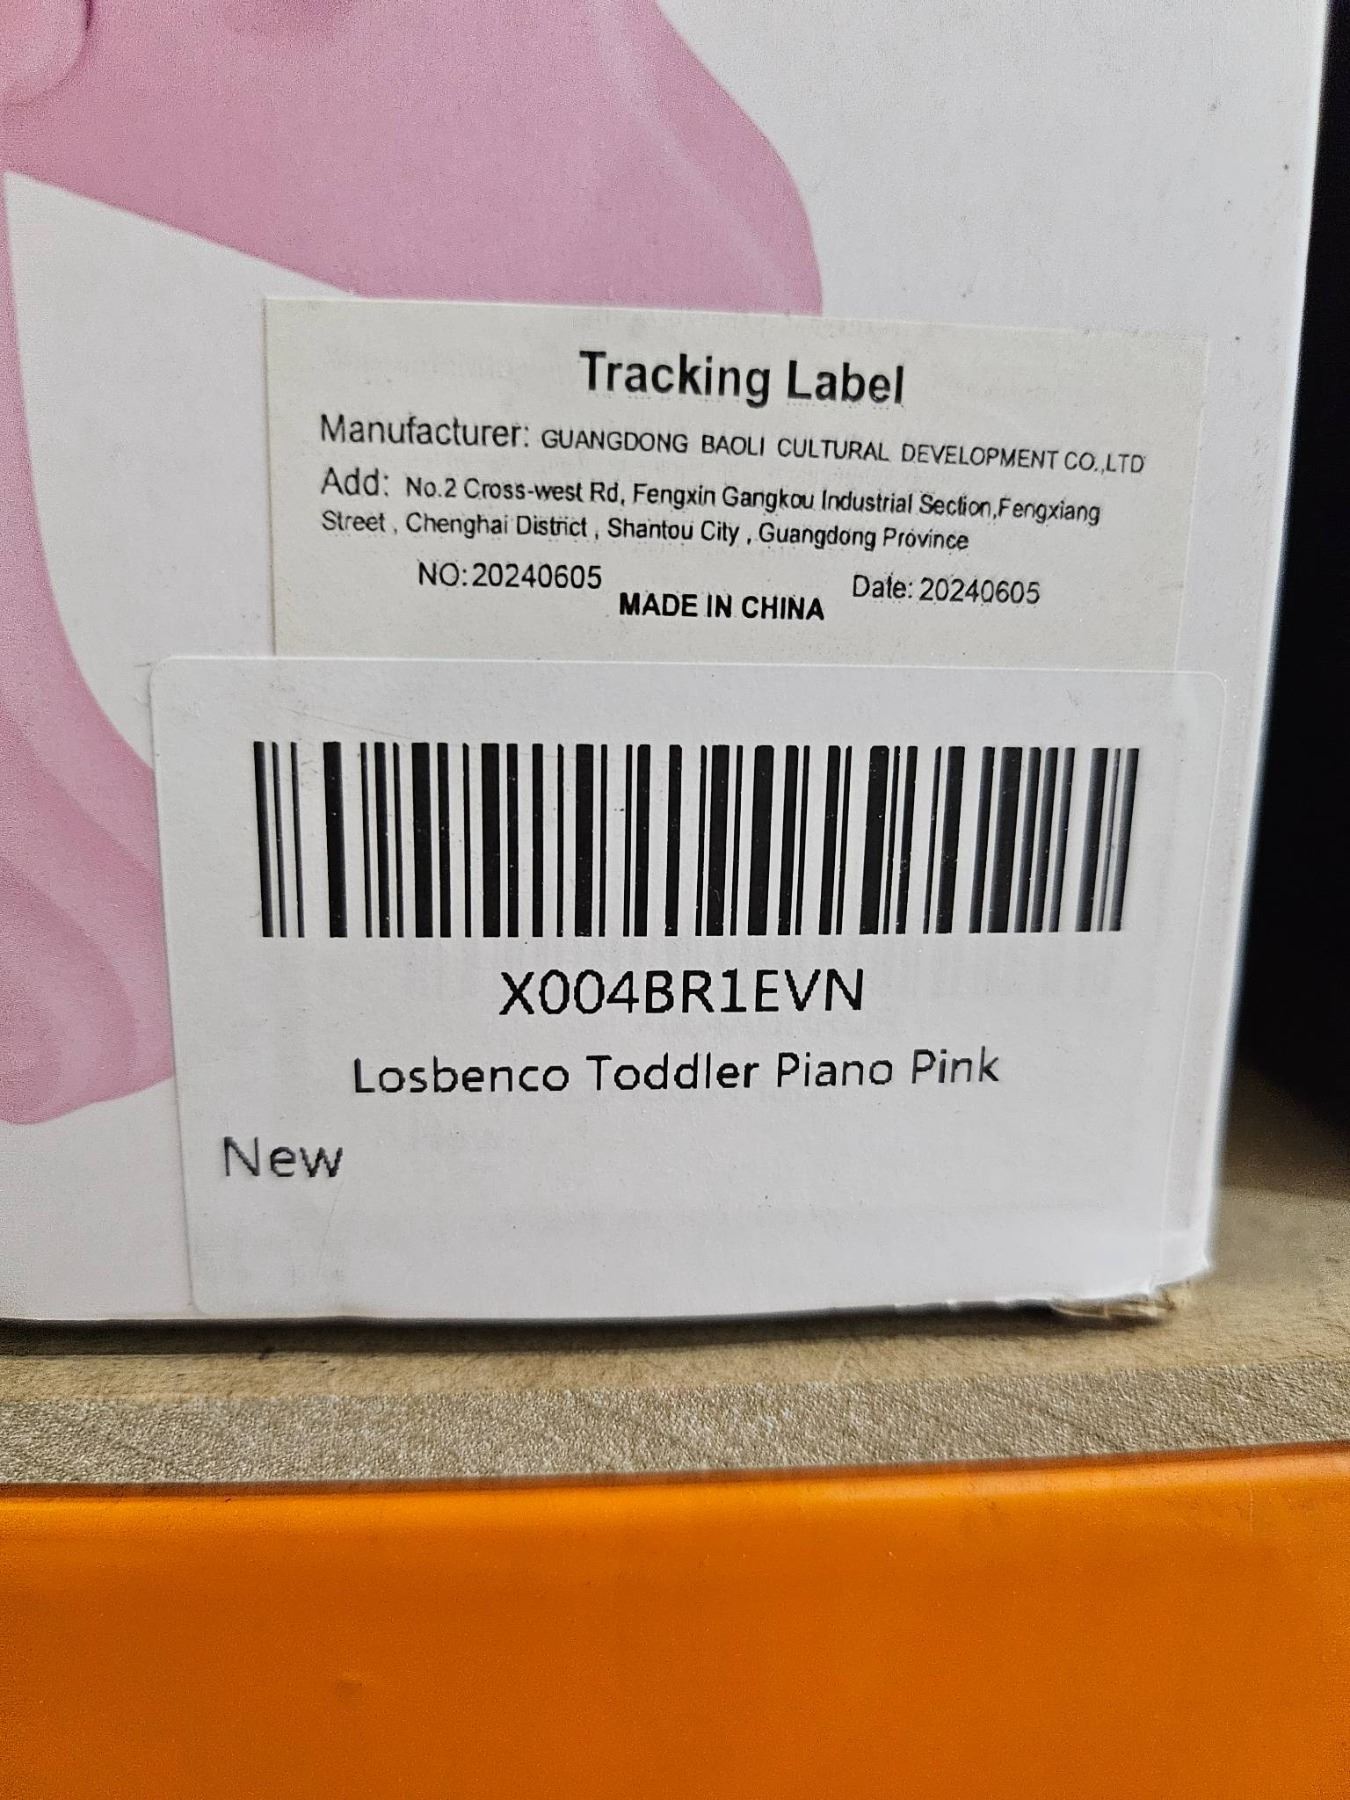 Tracking Label
Manufacturer: GUANGDONG BAOLI CULTURAL DEVELOPMENT CO.,LTD
Add: No.2 Cross-west Rd, Fengxin Gangkou Industrial Section,Fengxiang
Street , Chenghai District , Shantou City , Guangdong Province
NO:20240605 Date: 20240605
MADE IN CHINA
X004BR1EVN
Losbenco Toddler Piano Pink
New